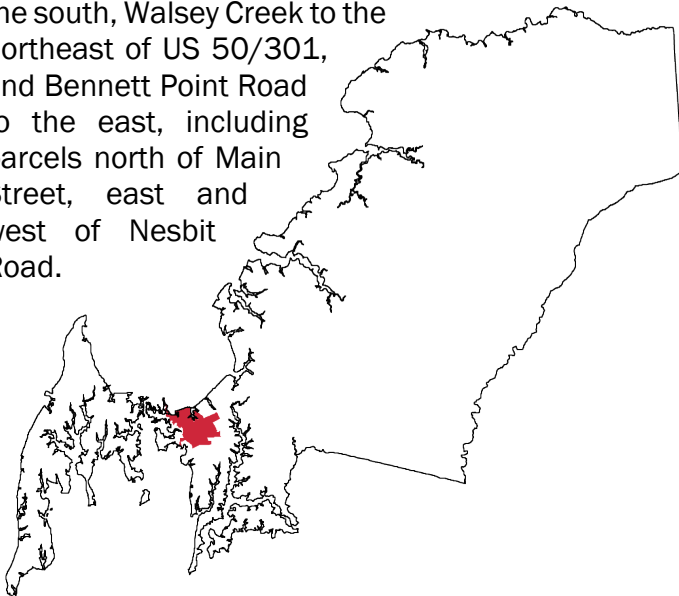 he south, Walsey Creek to the
ortheast of US 50/301,
nd Bennett Point Road
o the east, including
arcels north of Main
treet, east and
vest of Nesbit
Road.